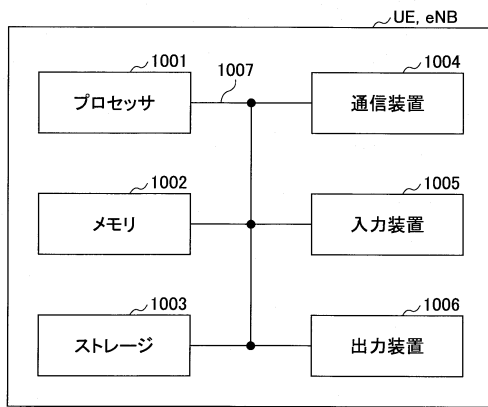 UE, eNB
1001
プロセッサ
1007
1004
通信装置
1002
メモリ
1005
入力装置
1003
ストレージ
1006
出力装置